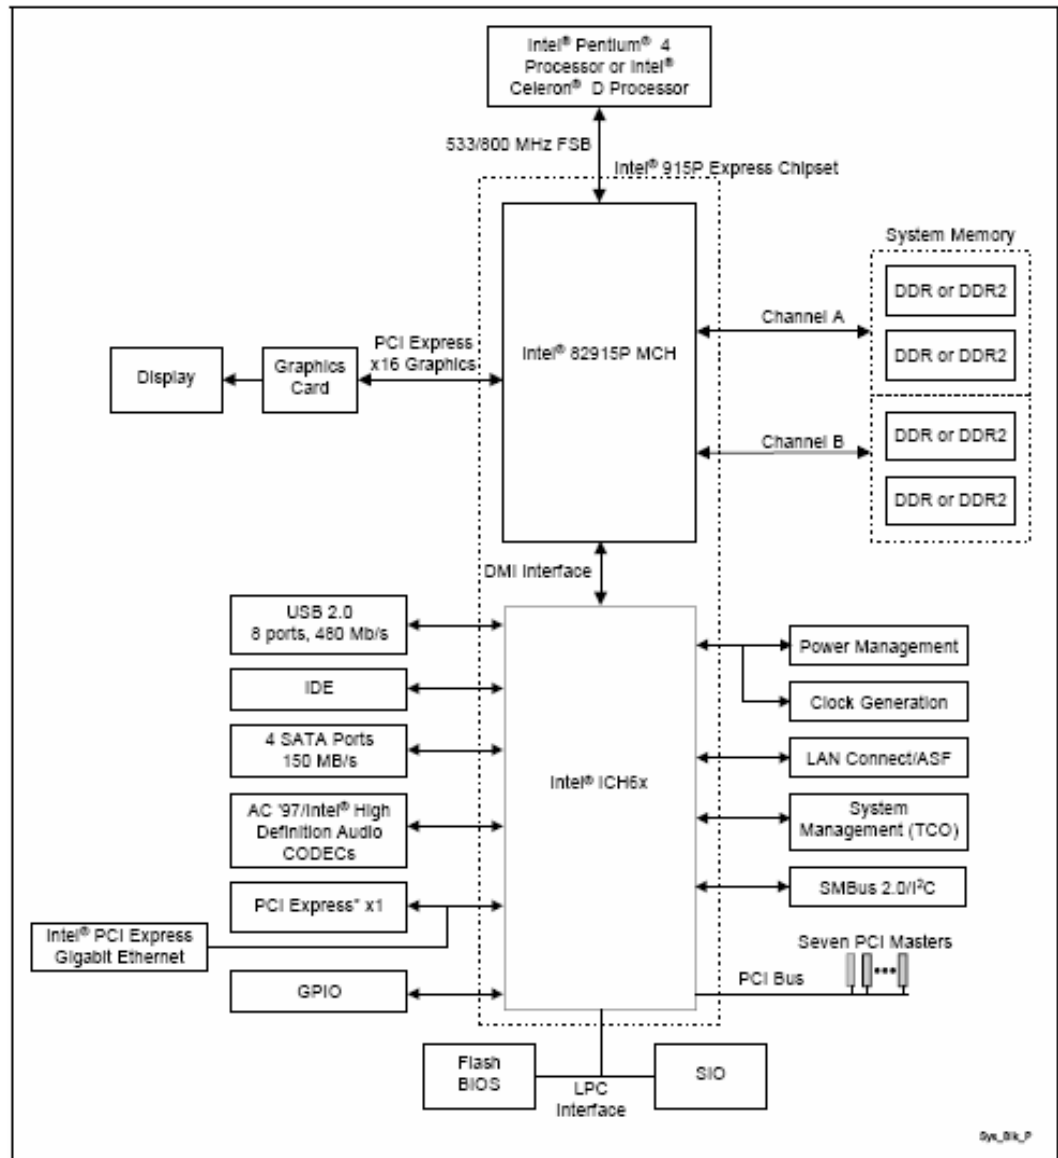 Intel® Pentium® 4
Processor or Intel®
Celeron® D Processor
533/800 MHz FSB
Intel® 915P Express Chipset
System Memory
DDR or DDR2
Channel A
PCI Express
x16 Graphics
Intel® 82915P MCH
DDR or DDR2
Display
Graphics
Card
Channel B
DDR or DDR2
DDR or DDR2
DMI Interface
USB 2.0
8 ports, 480 Mb/s
Power Management
IDE
Clock Generation
4 SATA Ports
150 MB/s
Intel® ICH6x
LAN Connect/ASF
AC '97/Intel® High
Definition Audio
CODECs
System
Management (TCO)
PCI Express* x1
SMBus 2.0/I²C
Intel® PCI Express
Gigabit Ethernet
Seven PCI Masters
PCI Bus
GPIO
Flash
BIOS
LPC
Interface
SIO
Sys_Blk_P